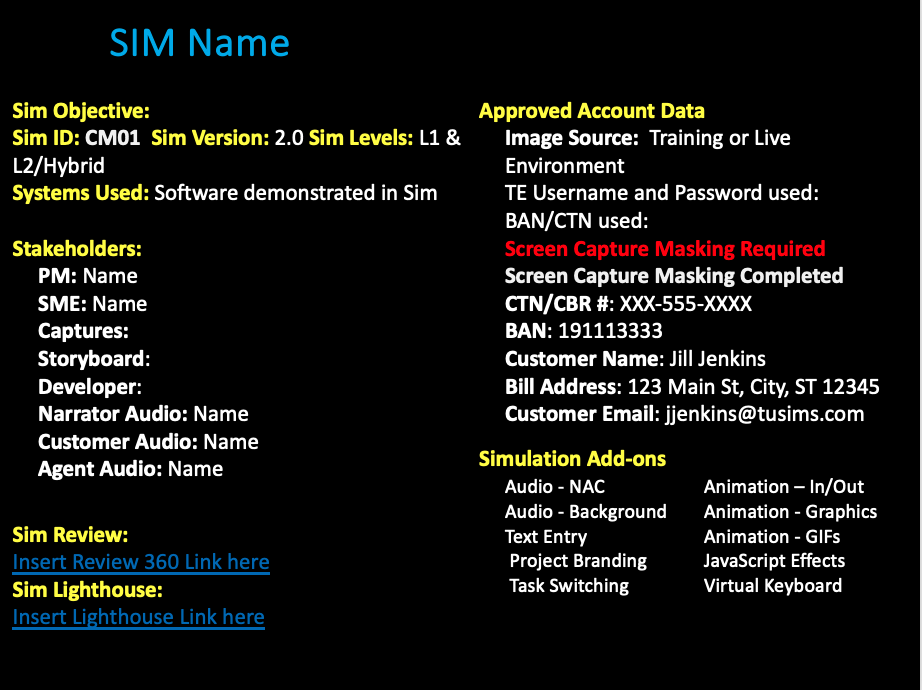 SIM Name
Sim Objective:
Sim ID: CM01 Sim Version: 2.0 Sim Levels: L1 &
L2/Hybrid
Systems Used: Software demonstrated in Sim
Stakeholders:
PM: Name
SME: Name
Captures:
Storyboard:
Developer:
Narrator Audio: Name
Customer Audio: Name
Agent Audio: Name
Sim Review:
Insert Review 360 Link here
Sim Lighthouse:
Insert Lighthouse Link here
Approved Account Data
Image Source: Training or Live
Environment
TE Username and Password used:
BAN/CTN used:
Screen Capture Masking Required
Screen Capture Masking Completed
CTN/CBR #: XXX-555-XXXX
BAN: 191113333
Customer Name: Jill Jenkins
Bill Address: 123 Main St, City, ST 12345
Customer Email: jjenkins@tusims.com
Simulation Add-ons
Audio - NAC
Audio - Background
Text Entry
Project Branding
Task Switching
Animation – In/Out
Animation - Graphics
Animation - GIFs
JavaScript Effects
Virtual Keyboard